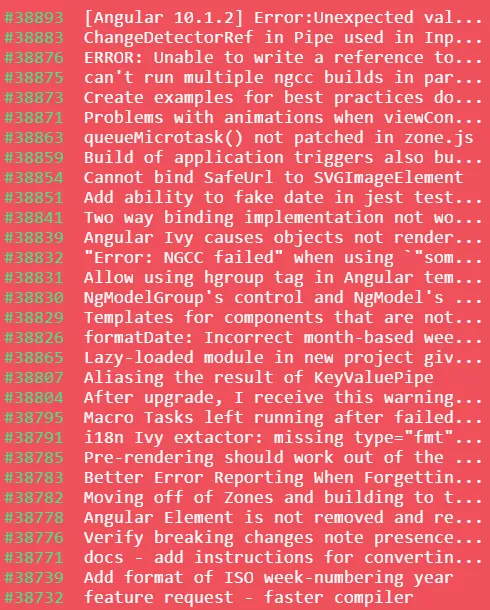 #38893 [Angular 10.1.2] Error:Unexpected val...
#38883 ChangeDetectorRef in Pipe used in Inp...
#38876 ERROR: Unable to write a reference to...
#38875 can't run multiple ngcc builds in par...
#38873 Create examples for best practices do...
#38871 Problems with animations when viewCon...
#38863 queueMicrotask() not patched in zone.js
#38859 Build of application triggers also bu...
#38854 Cannot bind SafeUrl to SVGImageElement
#38851 Add ability to fake date in jest test...
#38841 Two way binding implementation not wo...
#38839 Angular Ivy causes objects not render...
#38832 "Error: NGCC failed" when using `"som...
#38831 Allow using hgroup tag in Angular tem...
#38830 NgModelGroup's control and NgModel's ...
#38829 Templates for components that are not...
#38826 formatDate: Incorrect month-based wee...
#38865 Lazy-loaded module in new project giv...
#38807 Aliasing the result of KeyValuePipe
#38804 After upgrade, I receive this warning...
#38795 Macro Tasks left running after failed...
#38791 i18n Ivy extactor: missing type="fmt"...
#38785 Pre-rendering should work out of the ...
#38783 Better Error Reporting When Forgettin...
#38782 Moving off of Zones and building to t...
#38778 Angular Element is not removed and re...
#38776 Verify breaking changes note presence...
#38771 docs - add instructions for convertin...
#38739 Add format of ISO week-numbering year
#38732 feature request - faster compiler